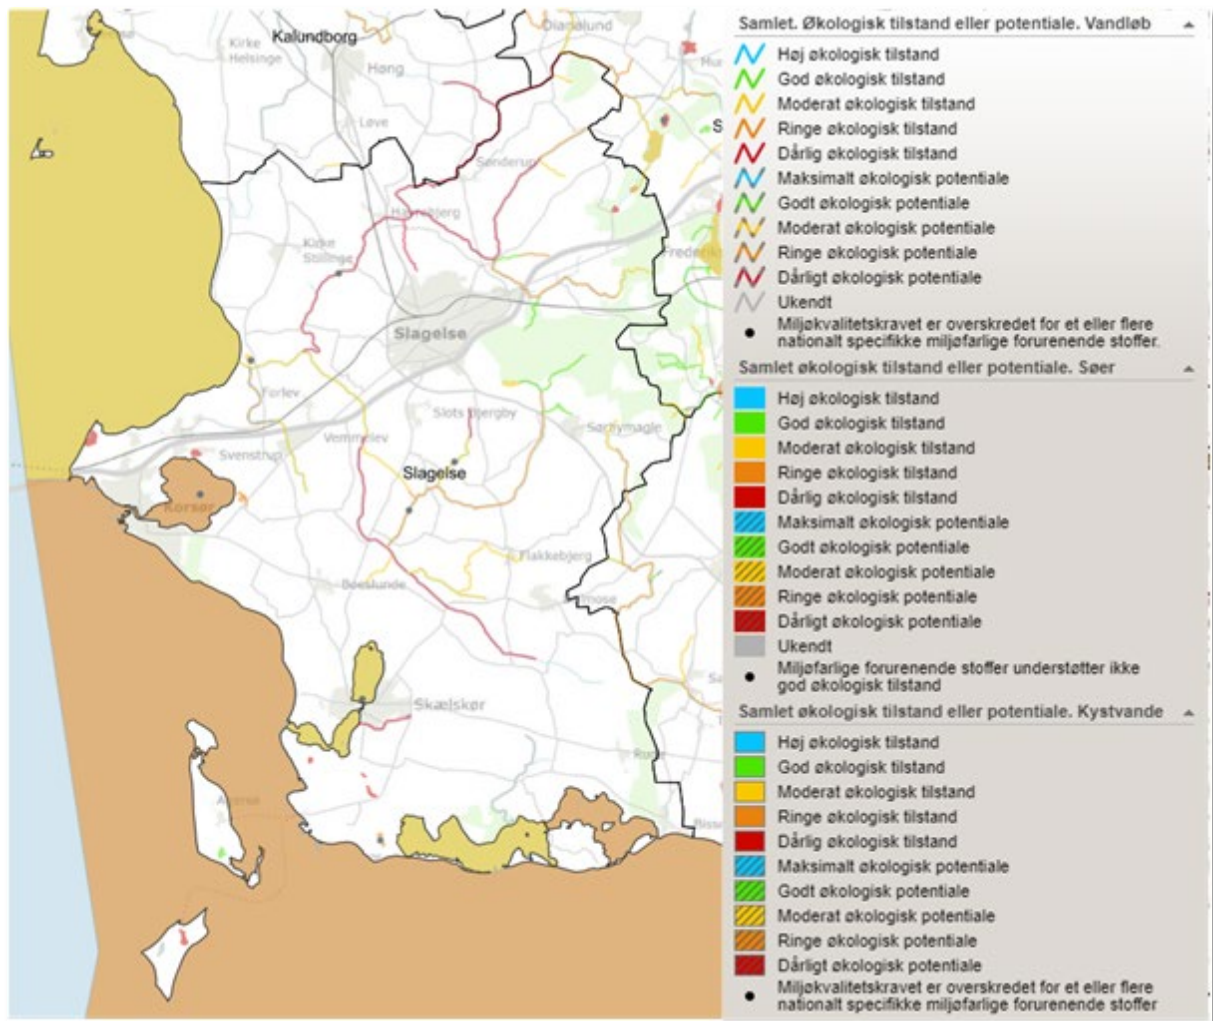 Kalundborg
Kirke
Helsinge
Høng
Dianalund
Løve
Sønderup
Havrebjerg
Kirke
Stillinge
Slagelse
Frederiks
Forlev
Slots Bjergby
Sørbymagle
Vemmelev
Svenstrup
Slagelse
Korsør
Flakkebjerg
Boeslunde
Skælskør
Rude
Agersø
Samlet. Økologisk tilstand eller potentiale. Vandløb
Høj økologisk tilstand
God økologisk tilstand
Moderat økologisk tilstand
Ringe økologisk tilstand
Dårlig økologisk tilstand
Maksimalt økologisk potentiale
Godt økologisk potentiale
Moderat økologisk potentiale
Ringe økologisk potentiale
Dårligt økologisk potentiale
Ukendt
Miljøkvalitetskravet er overskredet for et eller flere
nationalt specifikke miljøfarlige forurenende stoffer.
Samlet økologisk tilstand eller potentiale. Søer
Høj økologisk tilstand
God økologisk tilstand
Moderat økologisk tilstand
Ringe økologisk tilstand
Dårlig økologisk tilstand
Maksimalt økologisk potentiale
Godt økologisk potentiale
Moderat økologisk potentiale
Ringe økologisk potentiale
Dårligt økologisk potentiale
Ukendt
Miljøfarlige forurenende stoffer understøtter ikke
god økologisk tilstand
Samlet økologisk tilstand eller potentiale. Kystvande
Høj økologisk tilstand
God økologisk tilstand
Moderat økologisk tilstand
Ringe økologisk tilstand
Dårlig økologisk tilstand
Maksimalt økologisk potentiale
Godt økologisk potentiale
Moderat økologisk potentiale
Ringe økologisk potentiale
Dårligt økologisk potentiale
Miljøkvalitetskravet er overskredet for et eller flere
nationalt specifikke miljøfarlige forurenende stoffer